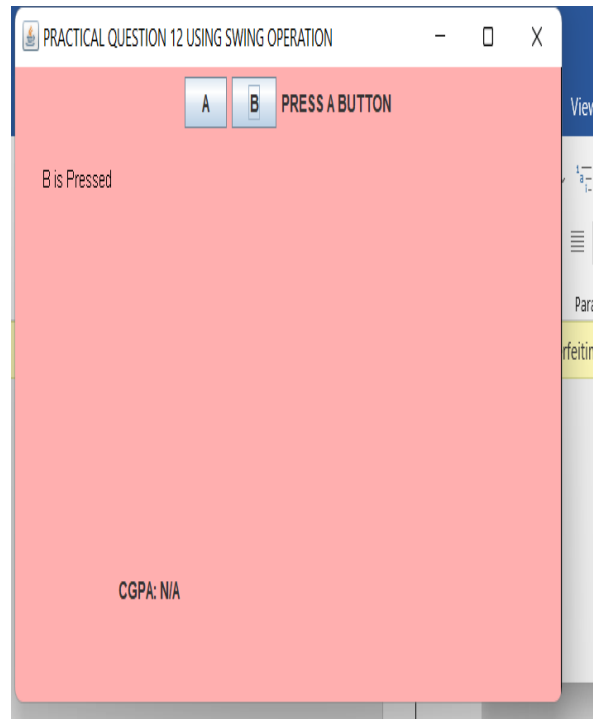 PRACTICAL QUESTION 12 USING SWING OPERATION
A B PRESS A BUTTON
View
B is Pressed
Para
rfeitin
CGPA: N/A